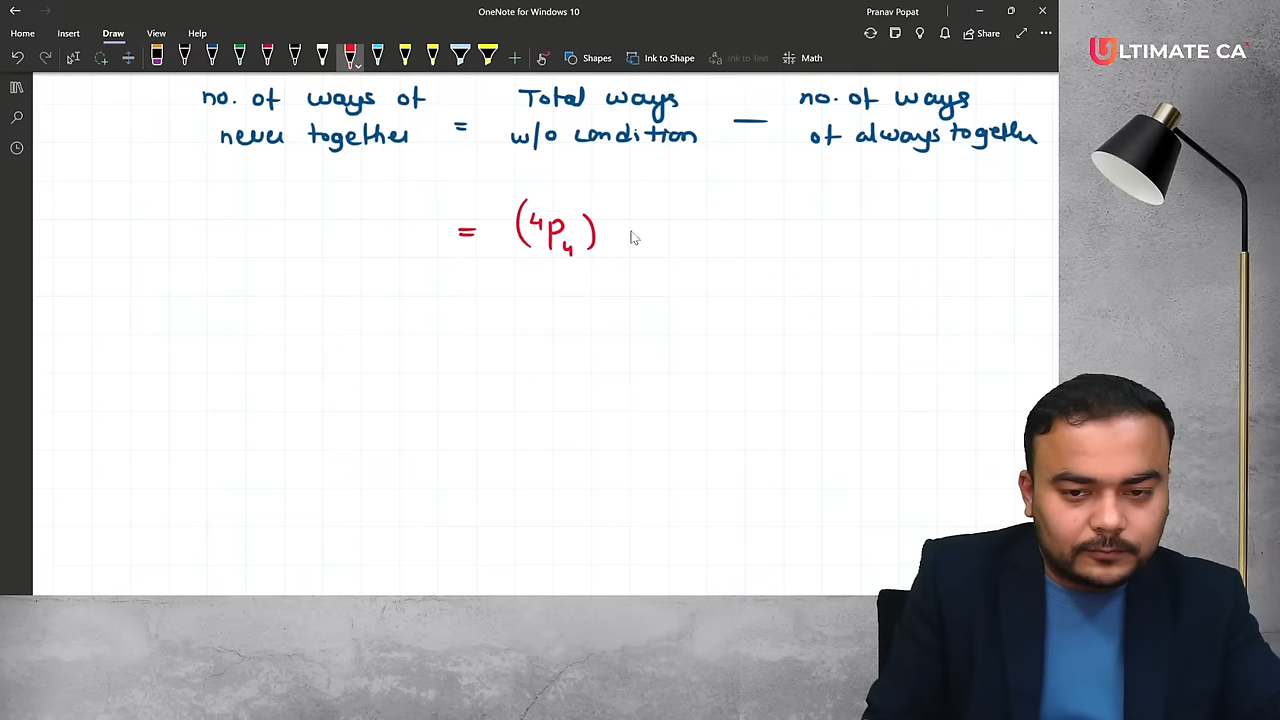 OneNote for Windows 10
Pranav Popat
Home Insert Draw View Help
Share
Shapes Ink to Shape Ink to Text Math
ULTIMATE CA
no. of ways of never together = Total ways w/o condition — no. of ways of always together
= (⁴P₄)